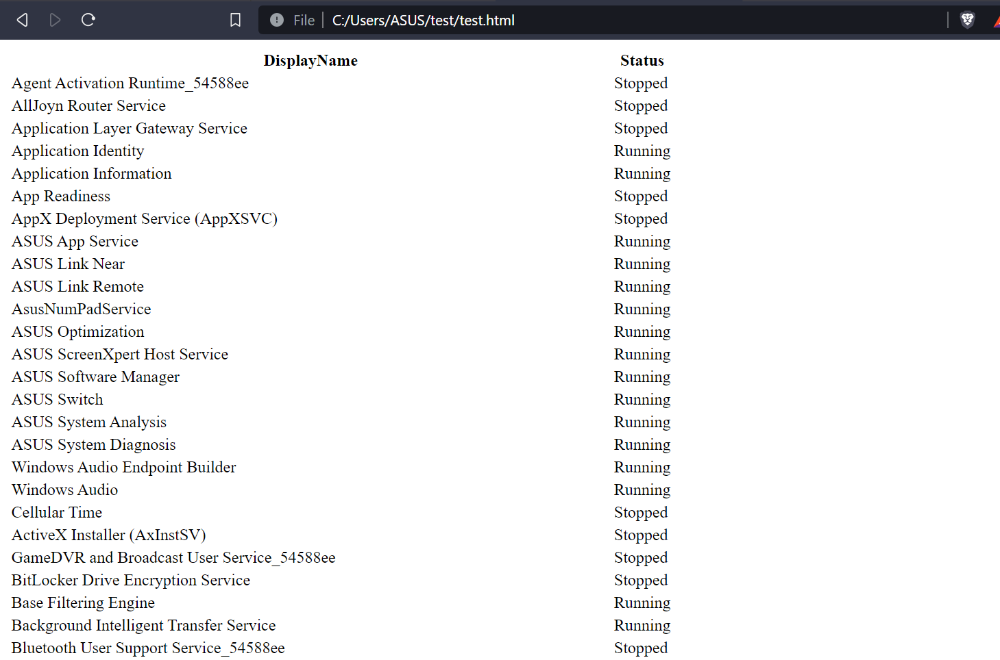 File C:/Users/ASUS/test/test.html
DisplayName Status
Agent Activation Runtime_54588ee Stopped
AllJoyn Router Service Stopped
Application Layer Gateway Service Stopped
Application Identity Running
Application Information Running
App Readiness Stopped
AppX Deployment Service (AppXSVC) Stopped
ASUS App Service Running
ASUS Link Near Running
ASUS Link Remote Running
AsusNumPadService Running
ASUS Optimization Running
ASUS ScreenXpert Host Service Running
ASUS Software Manager Running
ASUS Switch Running
ASUS System Analysis Running
ASUS System Diagnosis Running
Windows Audio Endpoint Builder Running
Windows Audio Running
Cellular Time Stopped
ActiveX Installer (AxInstSV) Stopped
GameDVR and Broadcast User Service_54588ee Stopped
BitLocker Drive Encryption Service Stopped
Base Filtering Engine Running
Background Intelligent Transfer Service Running
Bluetooth User Support Service_54588ee Stopped